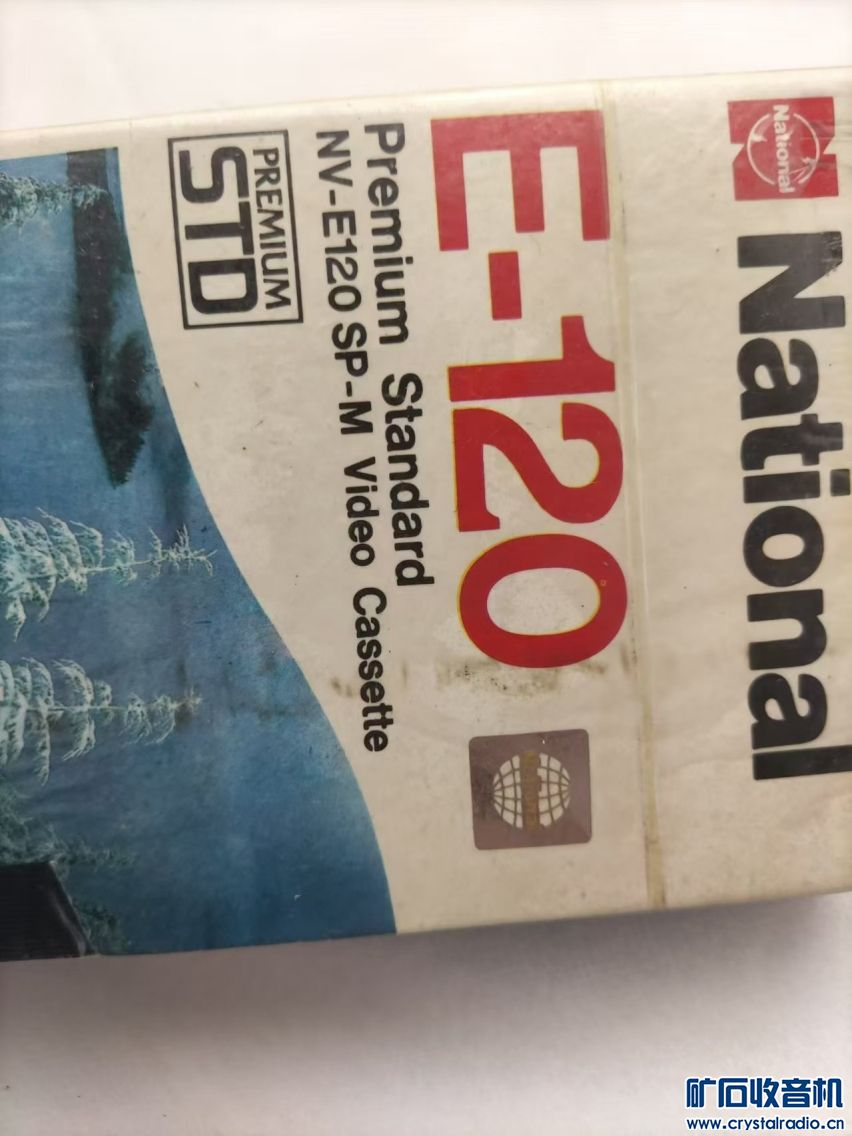 National
National
E-120
Premium Standard
NV-E120 SP-M Video Cassette
PREMIUM
STD
National
矿石收音机
www.crystalradio.cn